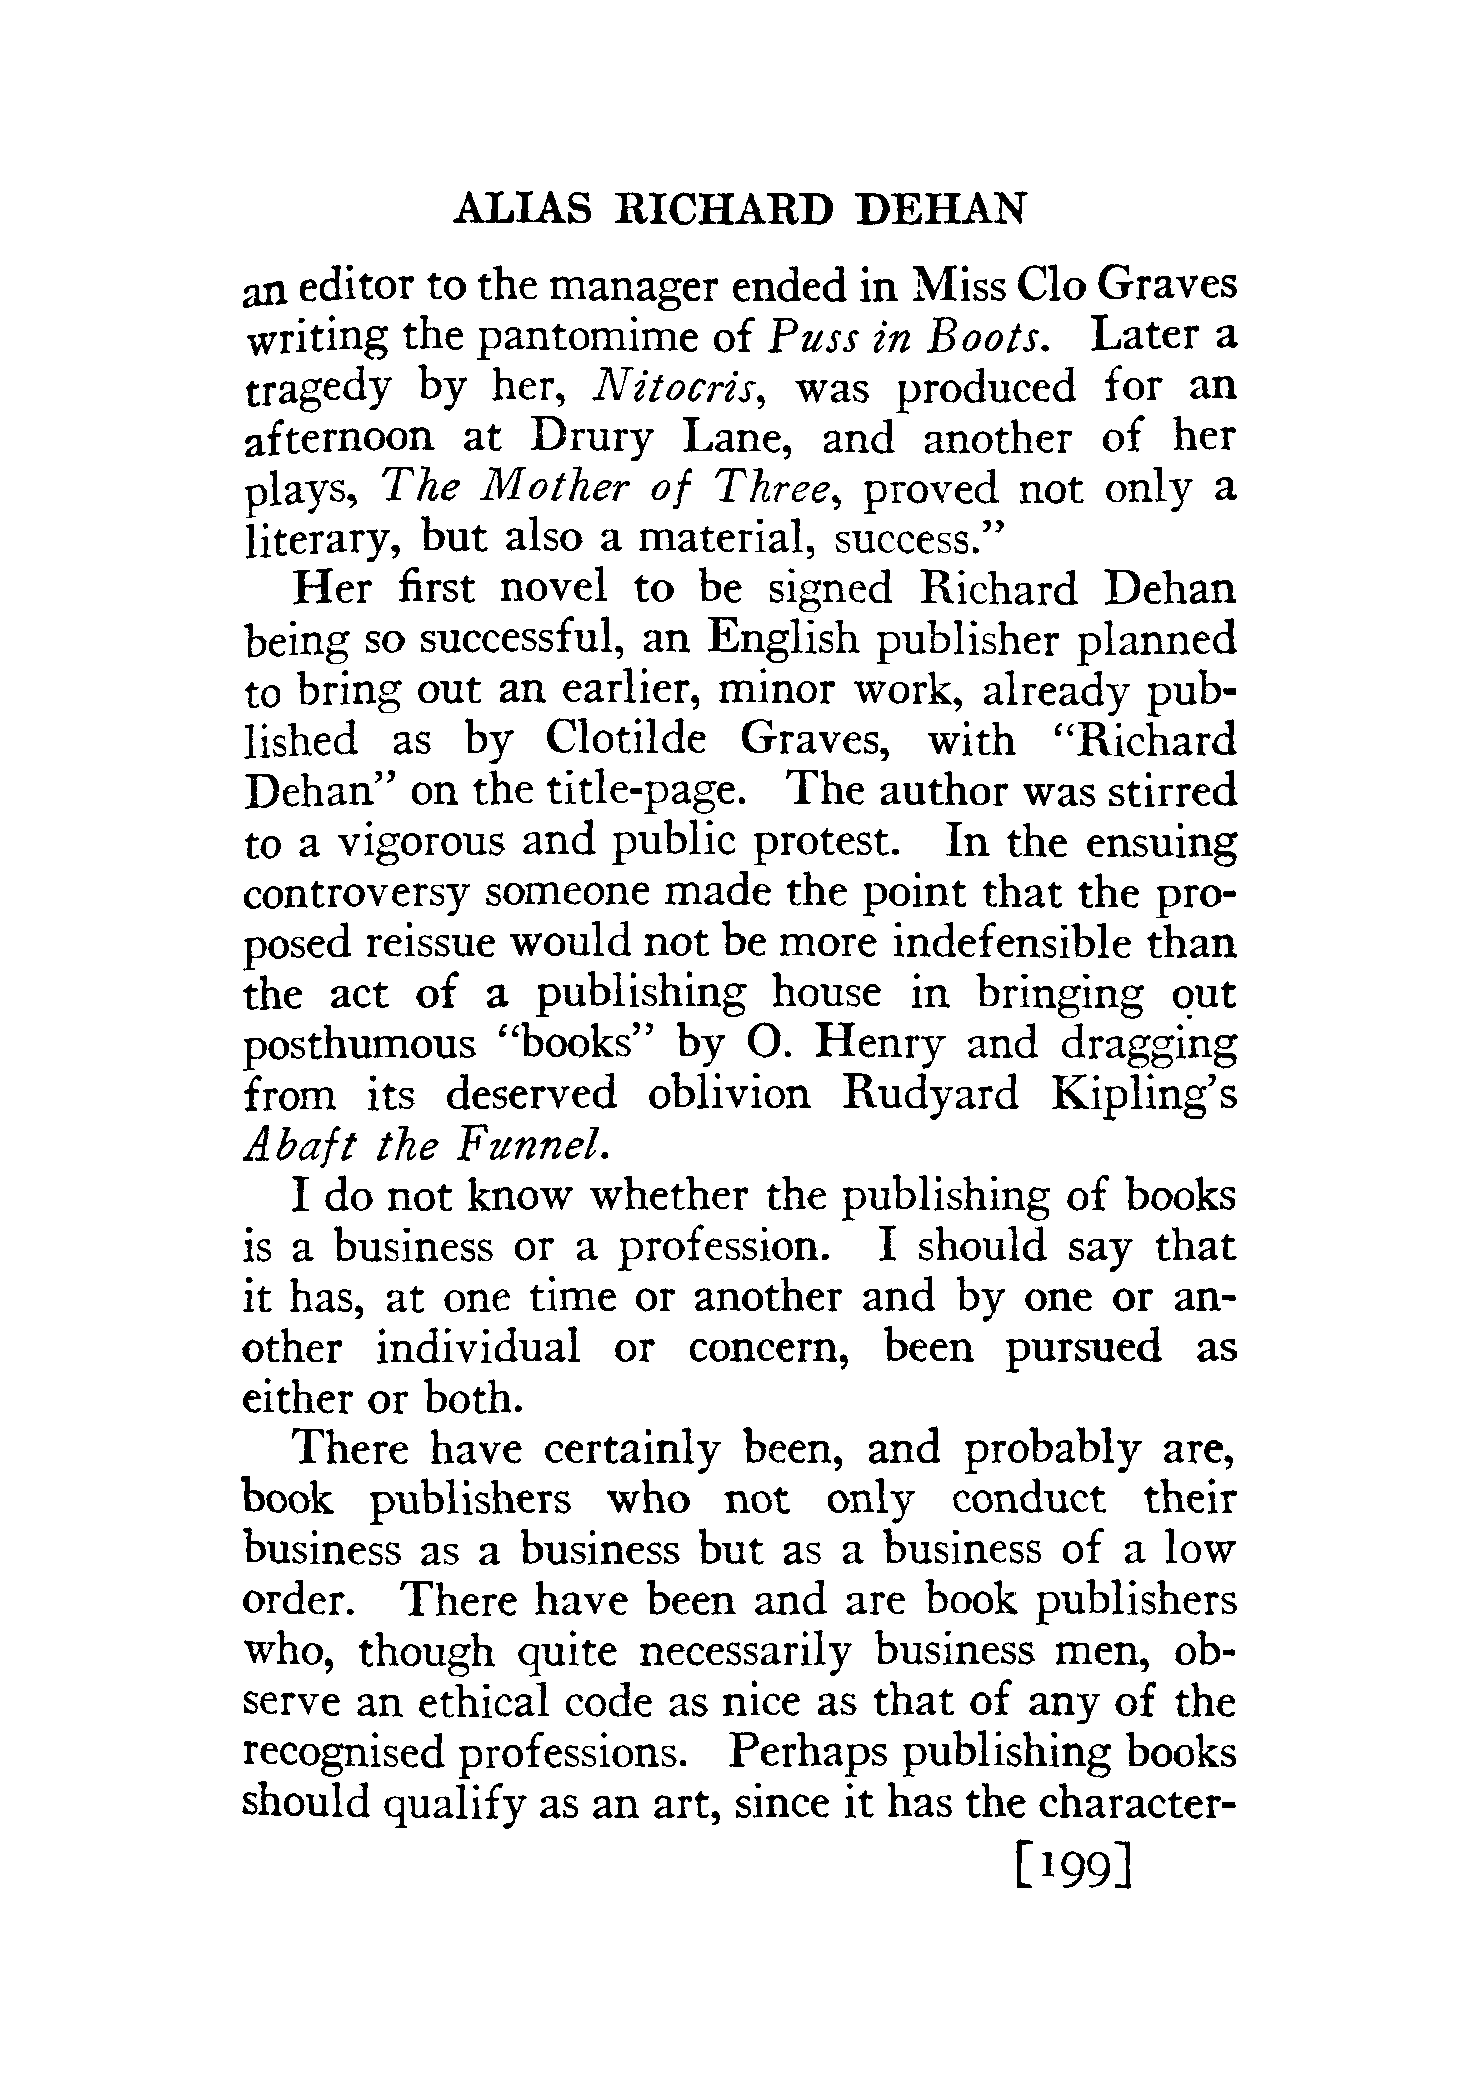 ALIAS RICHARD DEHAN
an editor to the manager ended in Miss Clo Graves
writing the pantomime of Puss in Boots. Later a
tragedy by her, Nitocris, was produced for an
afternoon at Drury Lane, and another of her
plays, The Mother of Three, proved not only a
literary, but also a material, success.”
Her first novel to be signed Richard Dehan
being so successful, an English publisher planned
to bring out an earlier, minor work, already pub-
lished as by Clotilde Graves, with “Richard
Dehan” on the title-page. The author was stirred
to a vigorous and public protest. In the ensuing
controversy someone made the point that the pro-
posed reissue would not be more indefensible than
the act of a publishing house in bringing out
posthumous “books” by O. Henry and dragging
from its deserved oblivion Rudyard Kipling’s
Abaft the Funnel.
I do not know whether the publishing of books
is a business or a profession. I should say that
it has, at one time or another and by one or an-
other individual or concern, been pursued as
either or both.
There have certainly been, and probably are,
book publishers who not only conduct their
business as a business but as a business of a low
order. There have been and are book publishers
who, though quite necessarily business men, ob-
serve an ethical code as nice as that of any of the
recognised professions. Perhaps publishing books
should qualify as an art, since it has the character-
[199]